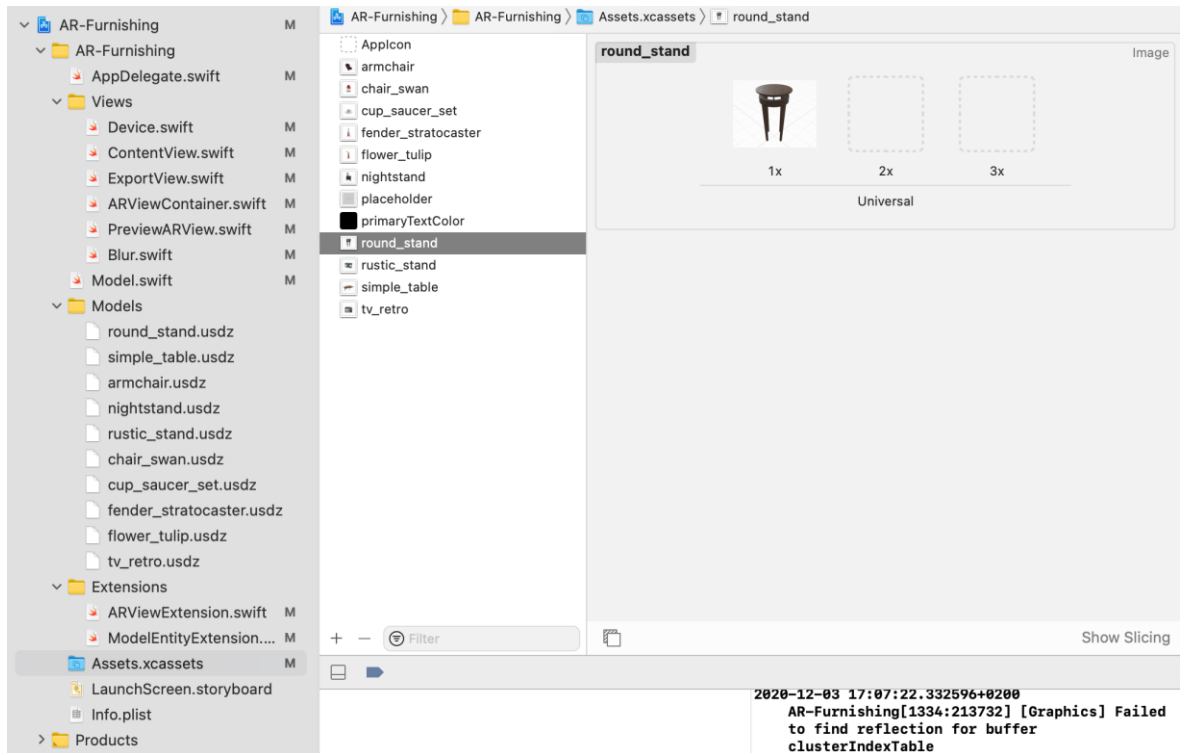 AR-Furnishing M
AR-Furnishing
AppDelegate.swift M
Views
Device.swift M
ContentView.swift M
ExportView.swift M
ARViewContainer.swift M
PreviewARView.swift M
Blur.swift M
Model.swift M
Models
round_stand.usdz
simple_table.usdz
armchair.usdz
nightstand.usdz
rustic_stand.usdz
chair_swan.usdz
cup_saucer_set.usdz
fender_stratocaster.usdz
flower_tulip.usdz
tv_retro.usdz
Extensions
ARViewExtension.swift M
ModelEntityExtension.... M
Assets.xcassets M
LaunchScreen.storyboard
Info.plist
Products
AR-Furnishing 〉 AR-Furnishing 〉 Assets.xcassets 〉 round_stand
AppIcon
armchair
chair_swan
cup_saucer_set
fender_stratocaster
flower_tulip
nightstand
placeholder
primaryTextColor
round_stand
rustic_stand
simple_table
tv_retro
Filter
round_stand Image
1x 2x 3x
Universal
Show Slicing
2020-12-03 17:07:22.332596+0200
AR-Furnishing[1334:213732] [Graphics] Failed
to find reflection for buffer
clusterIndexTable